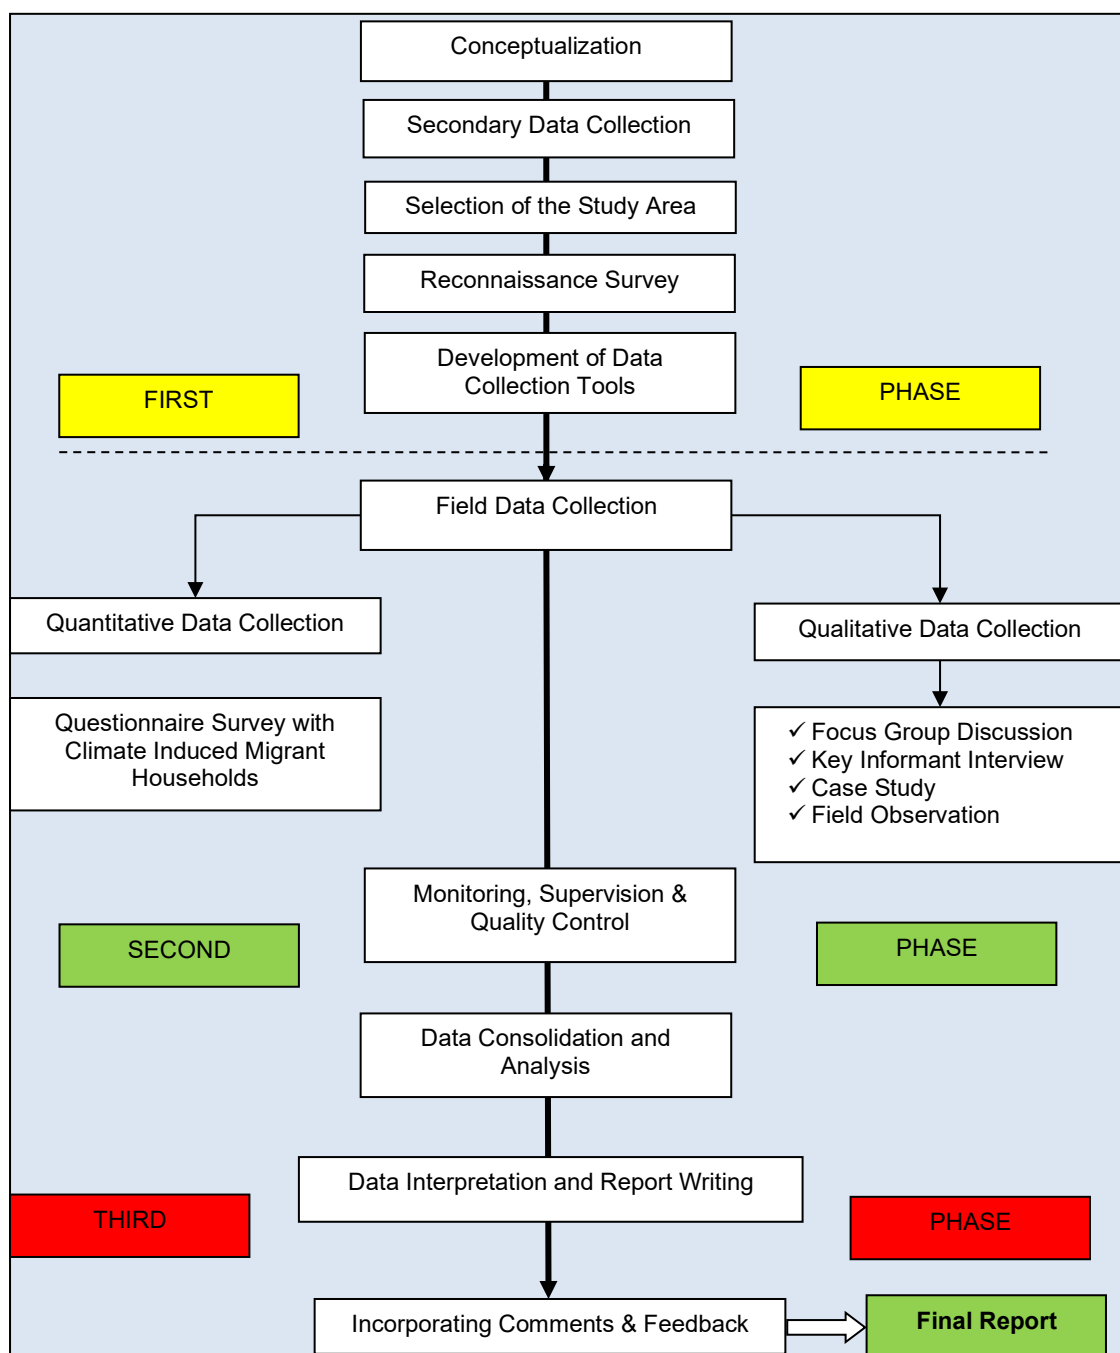 Conceptualization
Secondary Data Collection
Selection of the Study Area
Reconnaissance Survey
Development of Data
Collection Tools
FIRST
PHASE
Field Data Collection
Quantitative Data Collection
Qualitative Data Collection
Questionnaire Survey with
Climate Induced Migrant
Households
✓ Focus Group Discussion
✓ Key Informant Interview
✓ Case Study
✓ Field Observation
Monitoring, Supervision &
Quality Control
SECOND
PHASE
Data Consolidation and
Analysis
Data Interpretation and Report Writing
THIRD
PHASE
Incorporating Comments & Feedback
Final Report